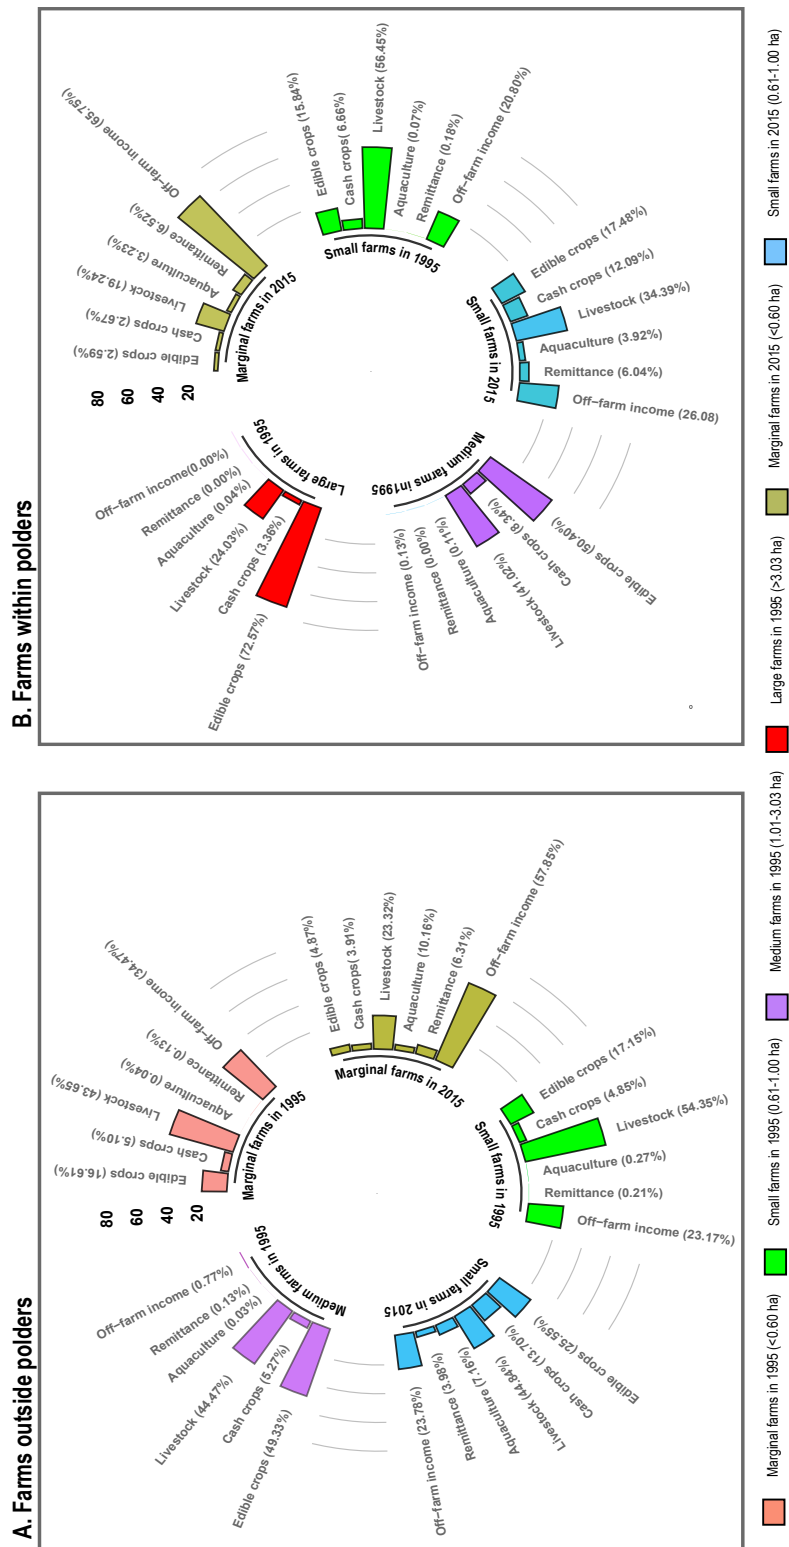 A. Farms outside polders
Marginal farms in 1995
Edible crops (16.61%)
Cash crops (5.10%)
Livestock (43.65%)
Aquaculture (0.04%)
Remittance (0.13%)
Off−farm income (34.47%)
Marginal farms in 2015
Edible crops (4.87%)
Cash crops( 3.91%)
Livestock (23.32%)
Aquaculture (10.16%)
Remittance (6.31%)
Off−farm income (57.85%)
Small farms in 1995
Edible crops (17.15%)
Cash crops (4.85%)
Livestock (54.35%)
Aquaculture (0.27%)
Remittance (0.21%)
Off−farm income (23.17%)
Small farms in 2015
Edible crops (25.55%)
Cash crops (13.70%)
Livestock (44.84%)
Aquaculture (7.16%)
Remittance (3.98%)
Off−farm income (23.78%)
Medium farms in 1995
Edible crops (49.33%)
Cash crops (5.27%)
Livestock (44.47%)
Aquaculture (0.03%)
Remittance (0.13%)
Off−farm income (0.77%)
80
60
40
20
B. Farms within polders
Marginal farms in 2015
Edible crops (2.59%)
Cash crops (2.67%)
Livestock (19.24%)
Aquaculture (3.23%)
Remittance (6.52%)
Off−farm income (65.75%)
Small farms in 1995
Edible crops (15.84%)
Cash crops( 6.66%)
Livestock (56.45%)
Aquaculture (0.07%)
Remittance (0.18%)
Off−farm income (20.80%)
Small farms in 2015
Edible crops (17.48%)
Cash crops (12.09%)
Livestock (34.39%)
Aquaculture (3.92%)
Remittance (6.04%)
Off−farm income (26.08)
Medium farms in1995
Edible crops (50.40%)
Cash crops (8.34%)
Livestock (41.02%)
Aquaculture (0.11%)
Remittance (0.00%)
Off−farm income (0.13%)
Large farms in 1995
Edible crops (72.57%)
Cash crops (3.36%)
Livestock (24.03%)
Aquaculture (0.04%)
Remittance (0.00%)
Off−farm income(0.00%)
80
60
40
20
Marginal farms in 1995 (<0.60 ha)
Small farms in 1995 (0.61-1.00 ha)
Medium farms in 1995 (1.01-3.03 ha)
Large farms in 1995 (>3.03 ha)
Marginal farms in 2015 (<0.60 ha)
Small farms in 2015 (0.61-1.00 ha)